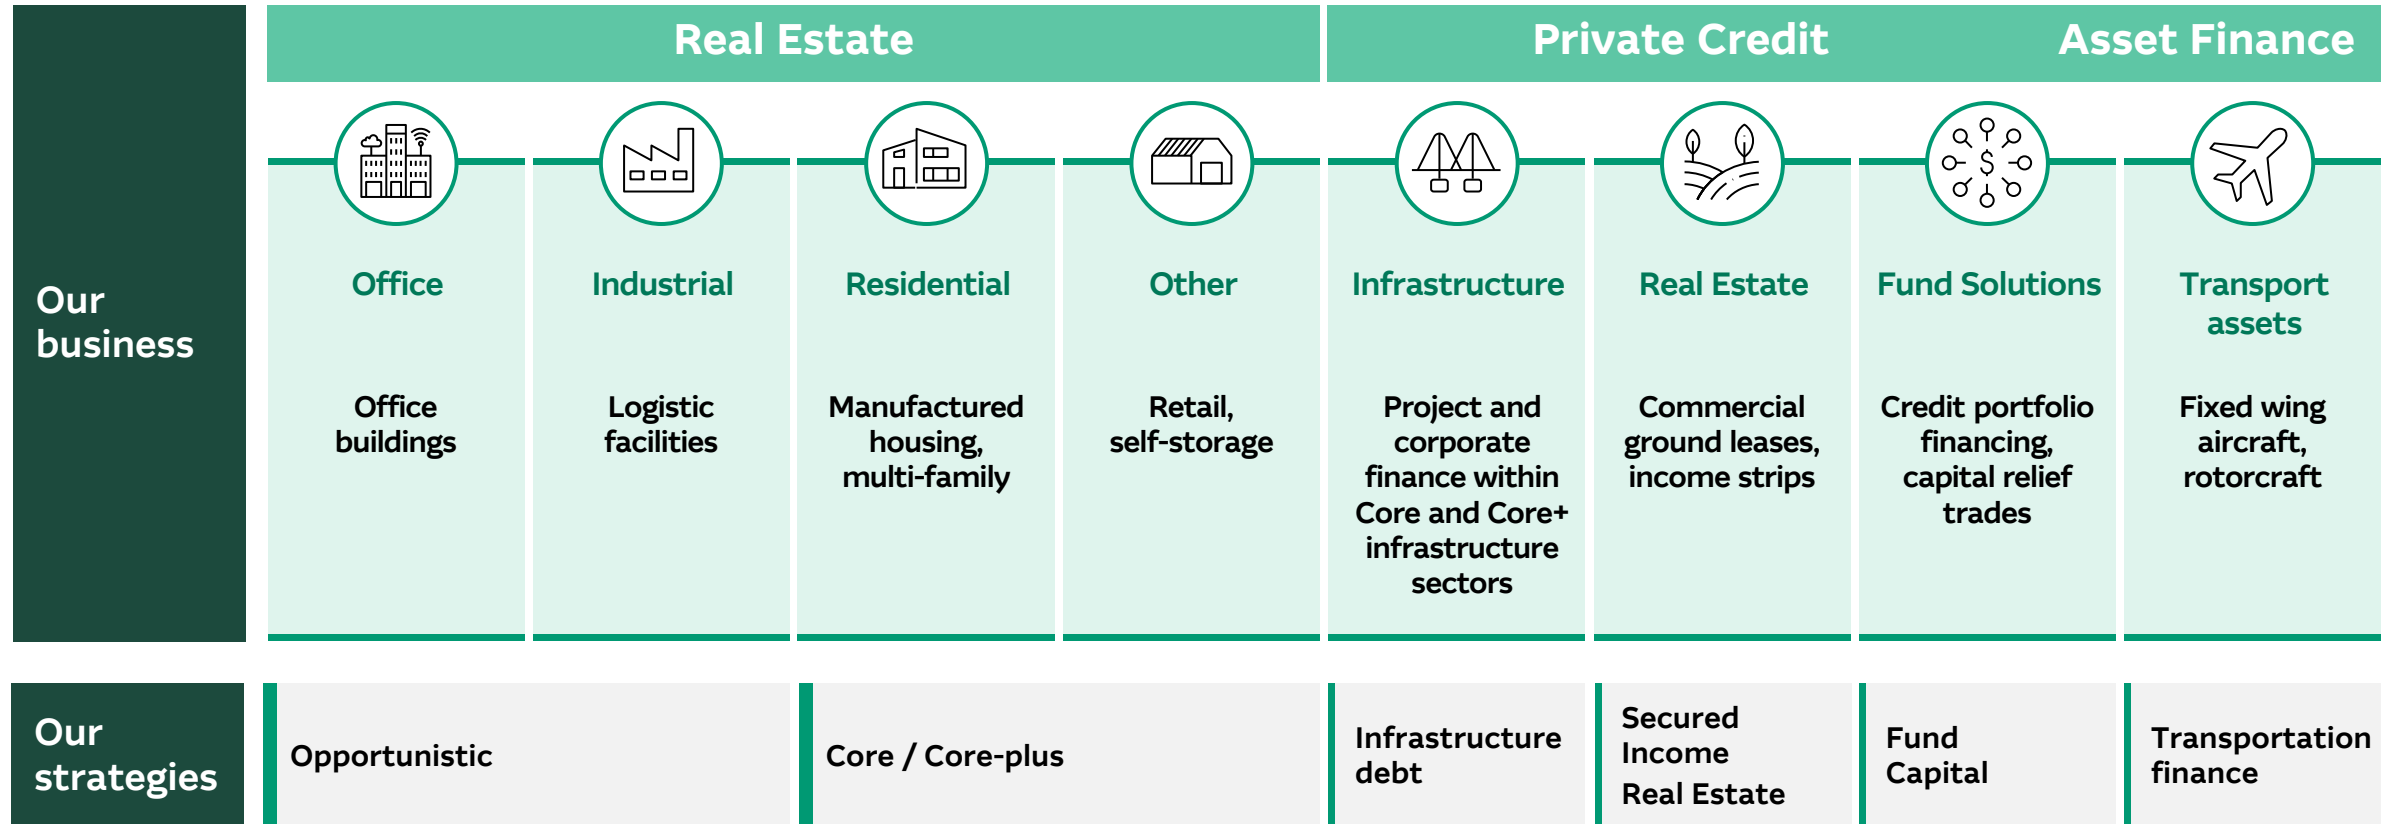 Real Estate
Private Credit
Asset Finance
Our
business
Office
Office
buildings
Industrial
Logistic
facilities
Residential
Manufactured
housing,
multi-family
Other
Retail,
self-storage
Infrastructure
Project and
corporate
finance within
Core and Core+
infrastructure
sectors
Real Estate
Commercial
ground leases,
income strips
Fund Solutions
Credit portfolio
financing,
capital relief
trades
Transport
assets
Fixed wing
aircraft,
rotorcraft
Our
strategies
Opportunistic
Core / Core-plus
Infrastructure
debt
Secured
Income
Real Estate
Fund
Capital
Transportation
finance